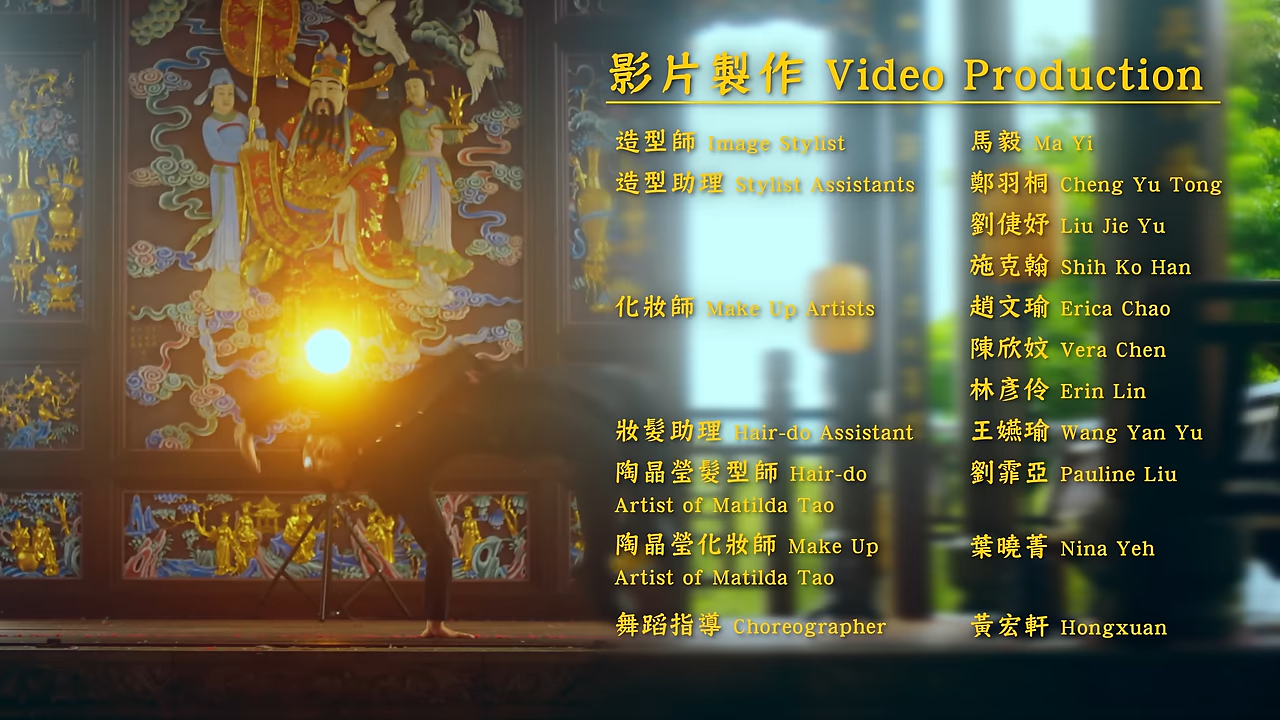 影片製作 Video Production
造型師 Image Stylist 馬毅 Ma Yi
造型助理 Stylist Assistants 鄭羽桐 Cheng Yu Tong
劉倢妤 Liu Jie Yu
施克翰 Shih Ko Han
化妝師 Make Up Artists 趙文瑜 Erica Chao
陳欣妏 Vera Chen
林彥伶 Erin Lin
妝髮助理 Hair-do Assistant 王嬿瑜 Wang Yan Yu
陶晶瑩髮型師 Hair-do 劉霏亞 Pauline Liu
Artist of Matilda Tao
陶晶瑩化妝師 Make Up 葉曉菁 Nina Yeh
Artist of Matilda Tao
舞蹈指導 Choreographer 黃宏軒 Hongxuan